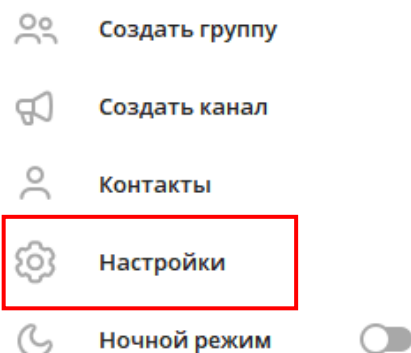 Создать группу
Создать канал
Контакты
Настройки
Ночной режим